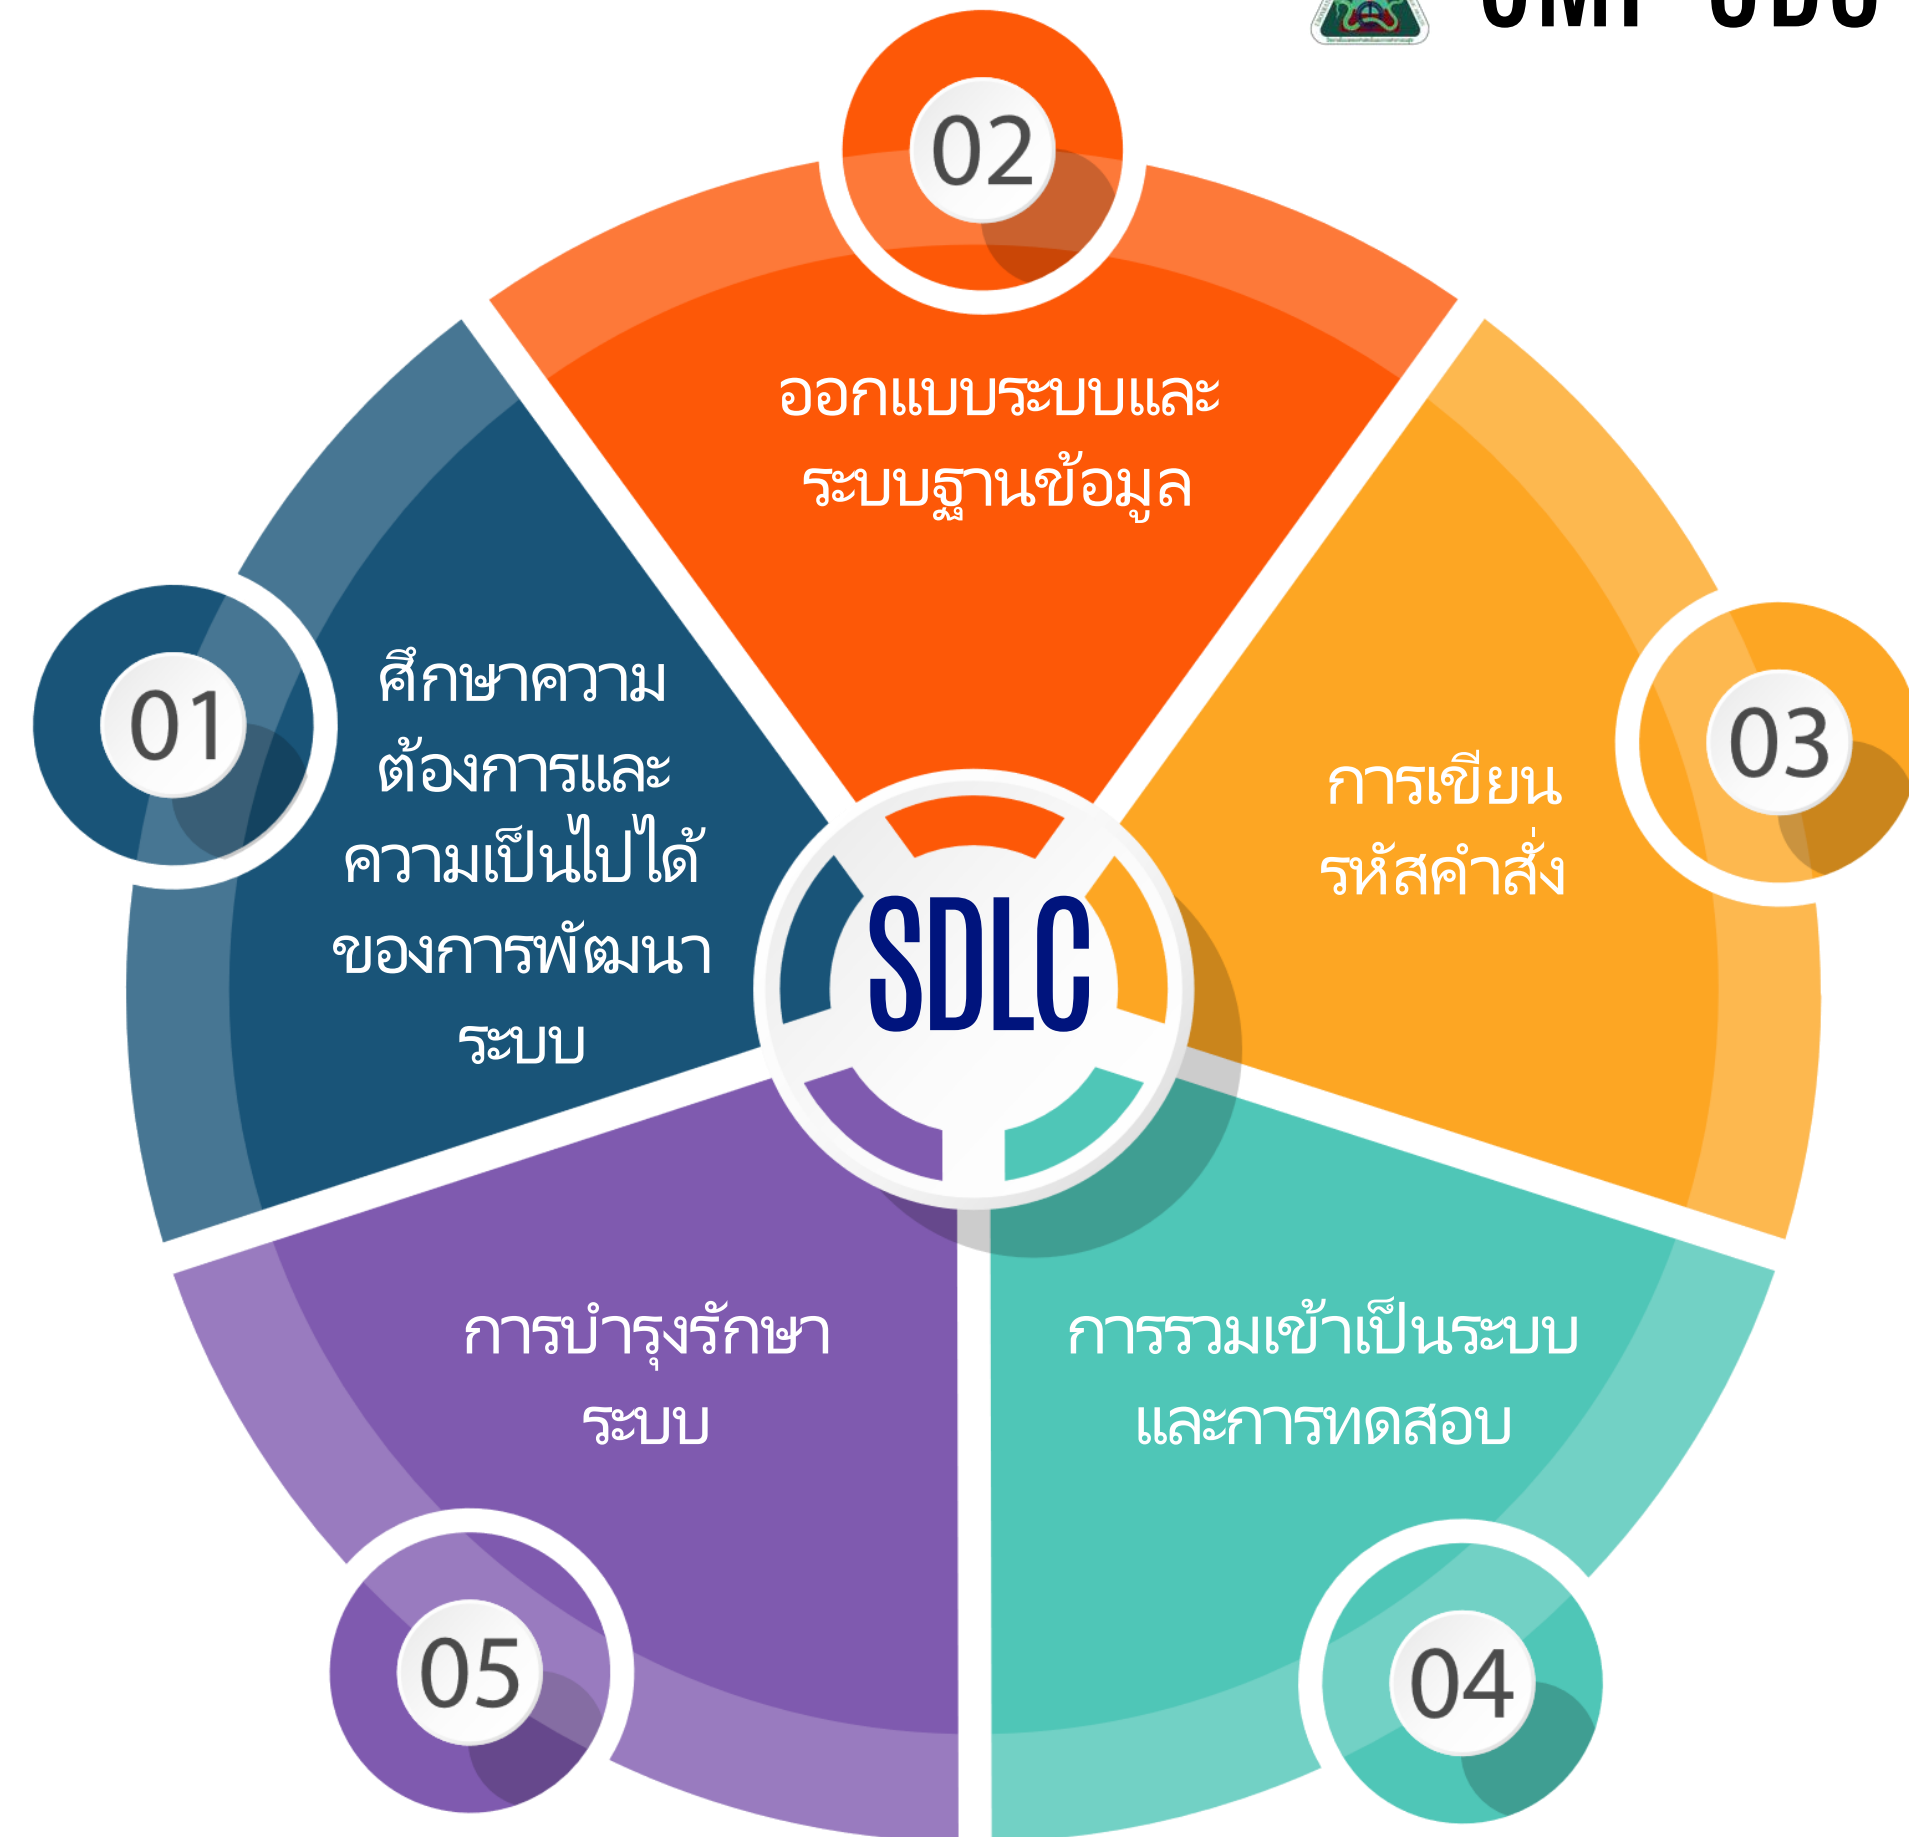 02
ออกแบบระบบและ
ระบบฐานข้อมูล
01
ศึกษาความ
ต้องการและ
ความเป็นไปได้
ของการพัฒนา
ระบบ
03
การเขียน
รหัสคำสั่ง
SDLC
การบำรุงรักษา
ระบบ
05
การรวมเข้าเป็นระบบ
และการทดสอบ
04